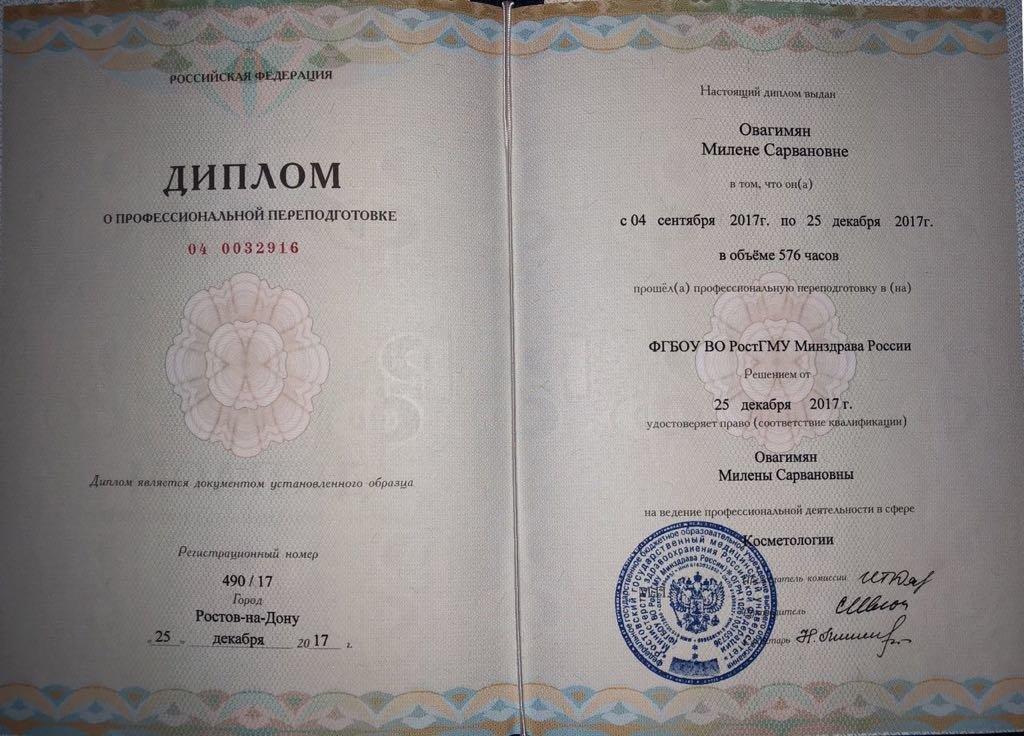 РОССИЙСКАЯ ФЕДЕРАЦИЯ
ДИПЛОМ
О ПРОФЕССИОНАЛЬНОЙ ПЕРЕПОДГОТОВКЕ
04 0032916
Диплом является документом установленного образца
Регистрационный номер
490 / 17
Город
Ростов-на-Дону
"25" декабря 2017 г.
Настоящий диплом выдан
Овагимян
Милене Сарвановне
в том, что он(а)
с 04 сентября 2017г. по 25 декабря 2017г.
в объёме 576 часов
прошёл(а) профессиональную переподготовку в (на)
ФГБОУ ВО РостГМУ Минздрава России
Решением от
25 декабря 2017 г.
удостоверяет право (соответствие квалификации)
Овагимян
Милены Сарвановны
на ведение профессиональной деятельности в сфере
Косметологии
комиссии